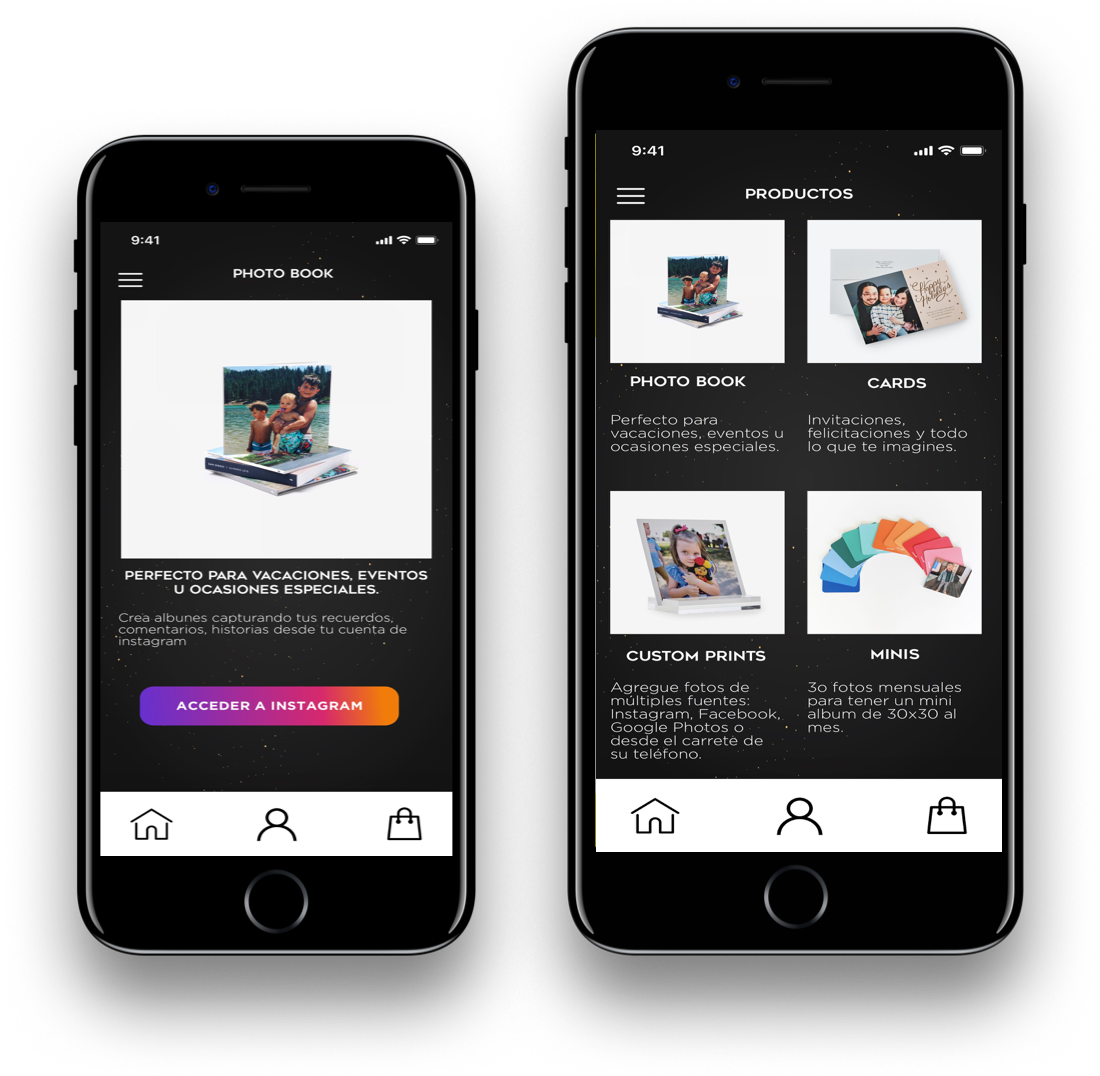 9:41
PHOTO BOOK
PERFECTO PARA VACACIONES, EVENTOS
U OCASIONES ESPECIALES.
Crea albunes capturando tus recuerdos,
comentarios, historias desde tu cuenta de
instagram
ACCEDER A INSTAGRAM
9:41
PRODUCTOS
Happy
Holidays
PHOTO BOOK
Perfecto para
vacaciones, eventos u
ocasiones especiales.
CARDS
Invitaciones,
felicitaciones y todo
lo que te imagines.
CUSTOM PRINTS
Agregue fotos de
múltiples fuentes:
Instagram, Facebook,
Google Photos o
desde el carrete de
su teléfono.
MINIS
3o fotos mensuales
para tener un mini
album de 30x30 al
mes.